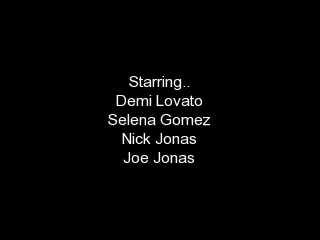 Starring..
Demi Lovato
Selena Gomez
Nick Jonas
Joe Jonas